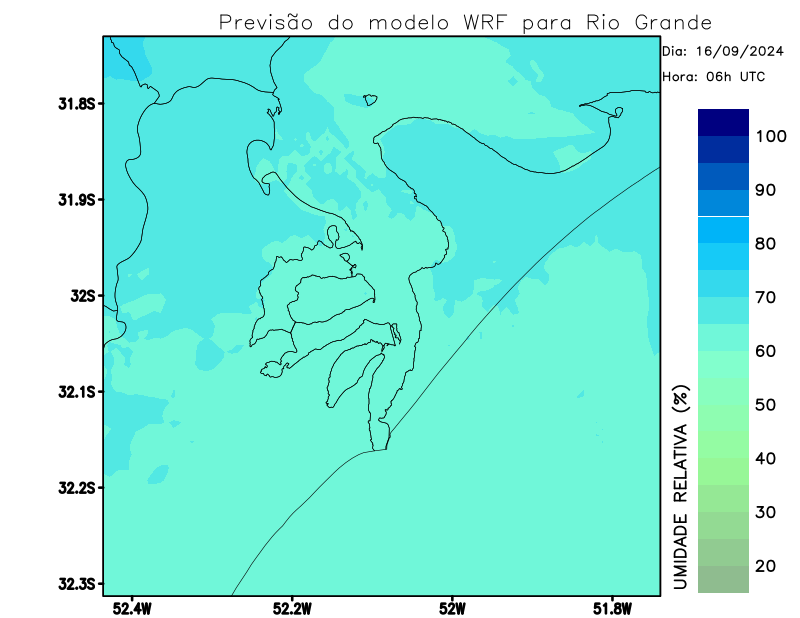 Previsão do modelo WRF para Rio Grande
Dia: 16/09/2024
Hora: 06h UTC
31.8S
31.9S
32S
32.1S
32.2S
32.3S
52.4W
52.2W
52W
51.8W
100
90
80
70
60
50
40
30
20
UMIDADE RELATIVA (%)